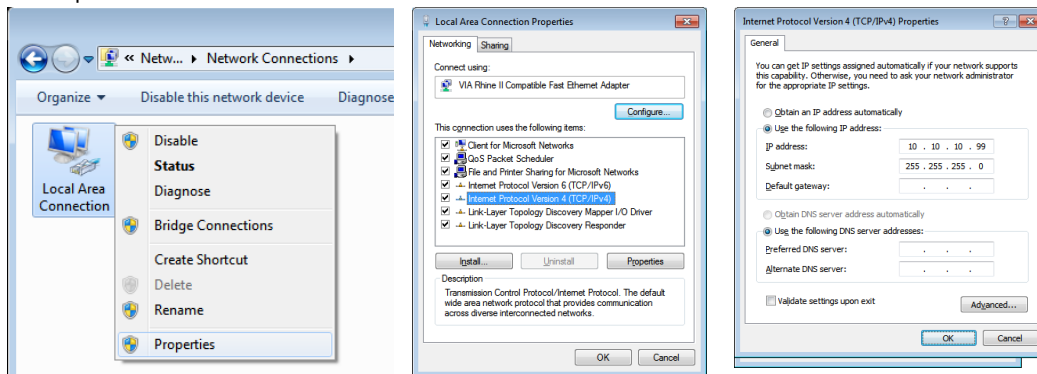 « Netw... ▸ Network Connections ▸
Organize ▾ Disable this network device Diagnose
Local Area
Connection
Disable
Status
Diagnose
Bridge Connections
Create Shortcut
Delete
Rename
Properties
Local Area Connection Properties
Networking Sharing
Connect using:
VIA Rhine II Compatible Fast Ethernet Adapter
Configure...
This connection uses the following items:
Client for Microsoft Networks
QoS Packet Scheduler
File and Printer Sharing for Microsoft Networks
Internet Protocol Version 6 (TCP/IPv6)
Internet Protocol Version 4 (TCP/IPv4)
Link-Layer Topology Discovery Mapper I/O Driver
Link-Layer Topology Discovery Responder
Install... Uninstall Properties
Description
Transmission Control Protocol/Internet Protocol. The default
wide area network protocol that provides communication
across diverse interconnected networks.
OK Cancel
Internet Protocol Version 4 (TCP/IPv4) Properties
General
You can get IP settings assigned automatically if your network supports
this capability. Otherwise, you need to ask your network administrator
for the appropriate IP settings.
Obtain an IP address automatically
Use the following IP address:
IP address: 10 . 10 . 10 . 99
Subnet mask: 255 . 255 . 255 . 0
Default gateway: . . .
Obtain DNS server address automatically
Use the following DNS server addresses:
Preferred DNS server: . . .
Alternate DNS server: . . .
Validate settings upon exit
Advanced...
OK Cancel